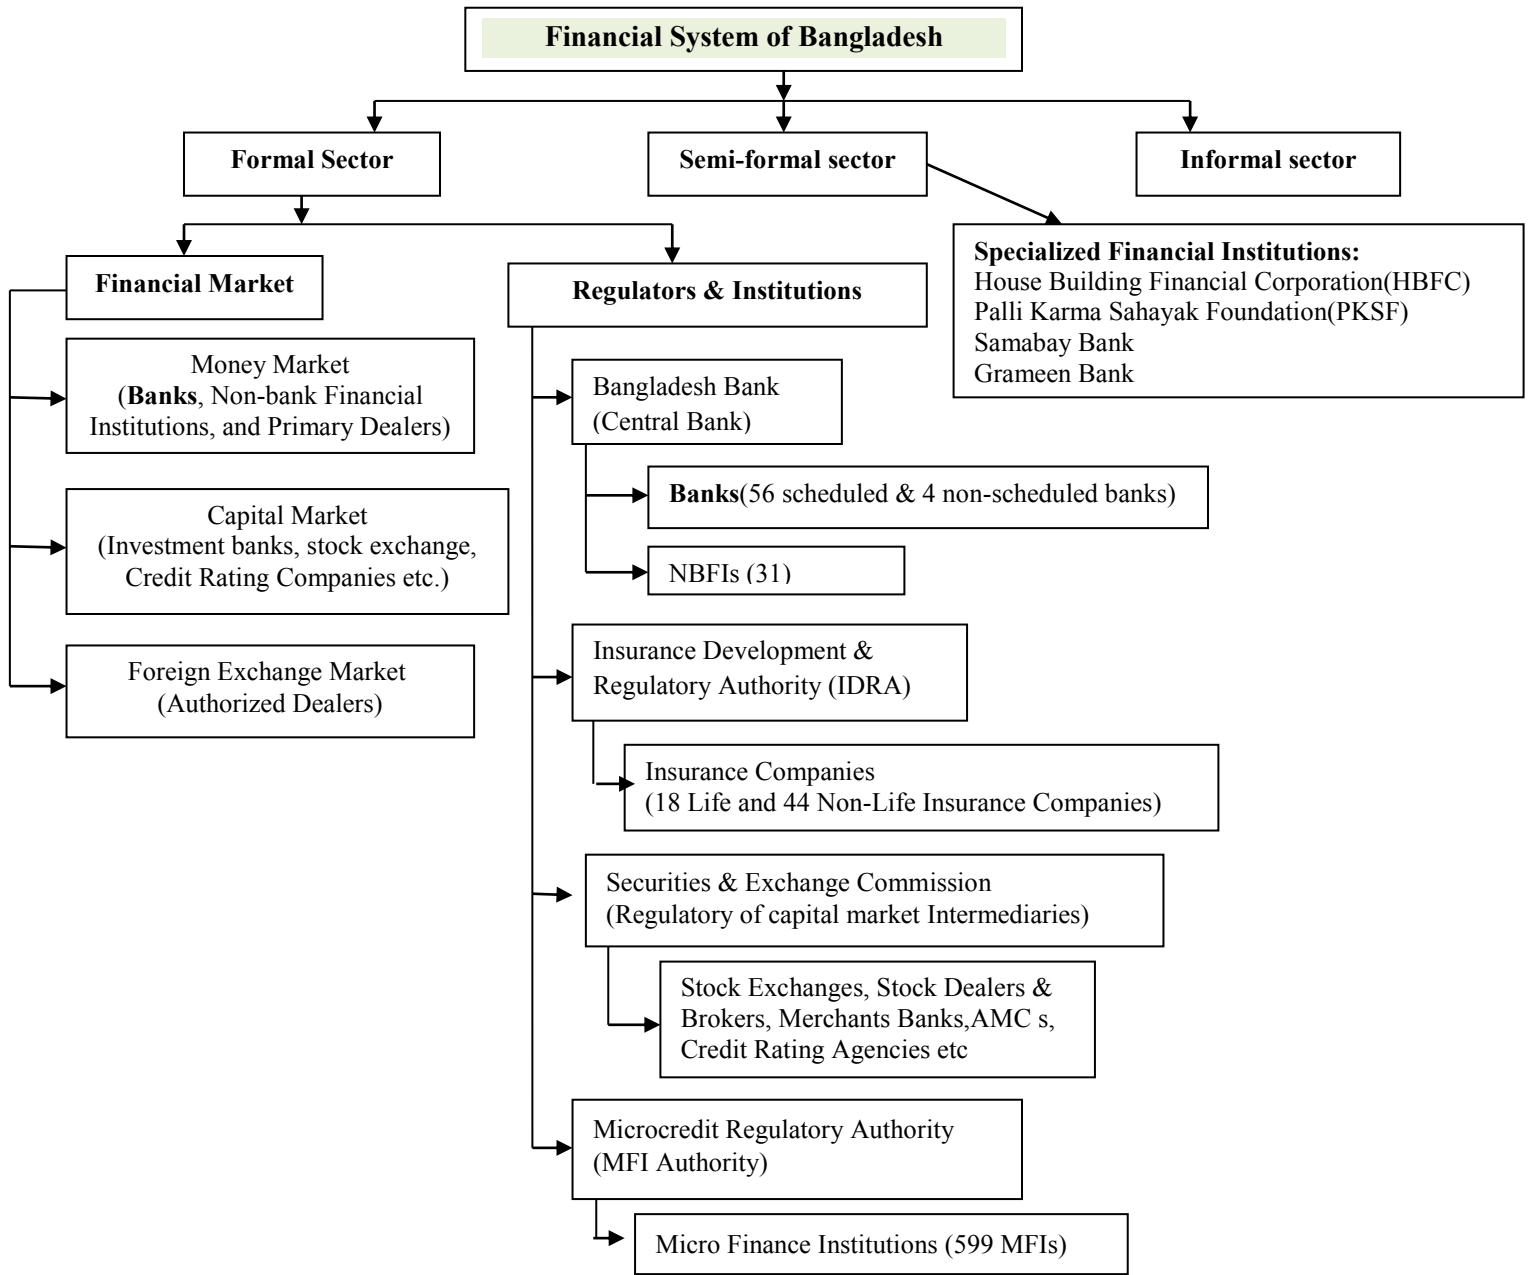 Financial System of Bangladesh
Formal Sector
Semi-formal sector
Informal sector
Financial Market
Money Market
(Banks, Non-bank Financial
Institutions, and Primary Dealers)
Capital Market
(Investment banks, stock exchange,
Credit Rating Companies etc.)
Foreign Exchange Market
(Authorized Dealers)
Regulators & Institutions
Bangladesh Bank
(Central Bank)
Banks(56 scheduled & 4 non-scheduled banks)
NBFIs (31)
Insurance Development &
Regulatory Authority (IDRA)
Insurance Companies
(18 Life and 44 Non-Life Insurance Companies)
Securities & Exchange Commission
(Regulatory of capital market Intermediaries)
Stock Exchanges, Stock Dealers &
Brokers, Merchants Banks,AMC s,
Credit Rating Agencies etc
Microcredit Regulatory Authority
(MFI Authority)
Micro Finance Institutions (599 MFIs)
Specialized Financial Institutions:
House Building Financial Corporation(HBFC)
Palli Karma Sahayak Foundation(PKSF)
Samabay Bank
Grameen Bank